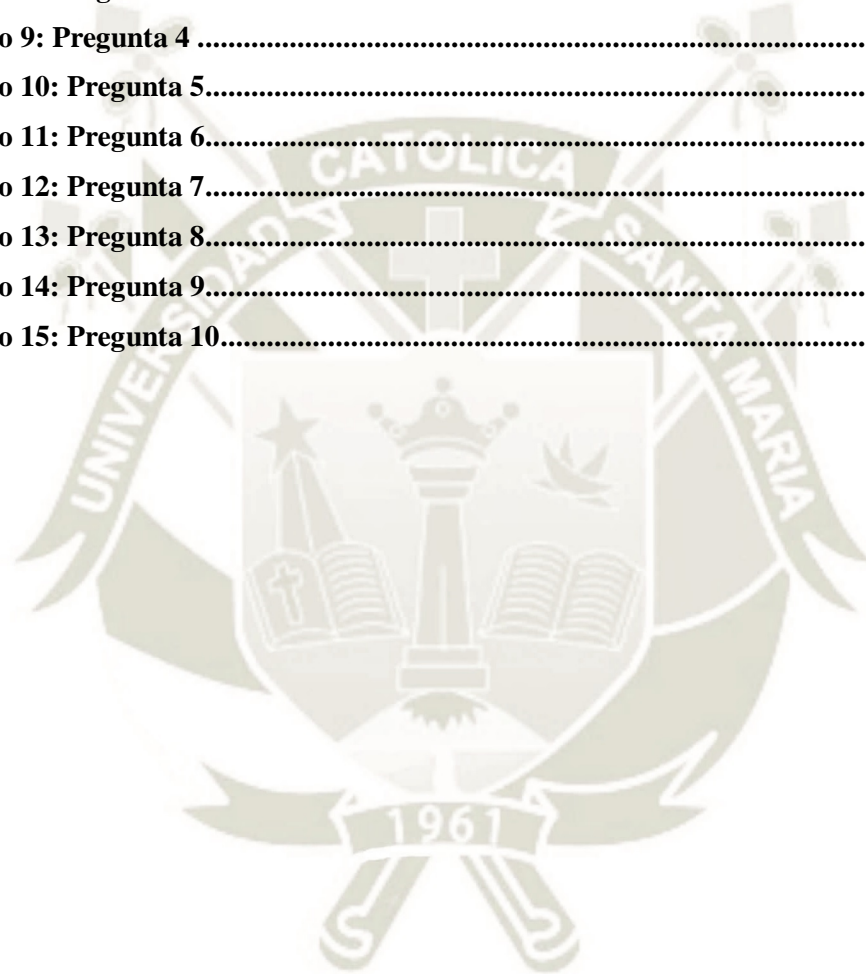 o 9: Pregunta 4 ........................................................................................
o 10: Pregunta 5......................................................................................
o 11: Pregunta 6......................................................................................
o 12: Pregunta 7......................................................................................
o 13: Pregunta 8......................................................................................
o 14: Pregunta 9......................................................................................
o 15: Pregunta 10....................................................................................
UNIVERSIDAD CATOLICA SANTA MARIA
1961